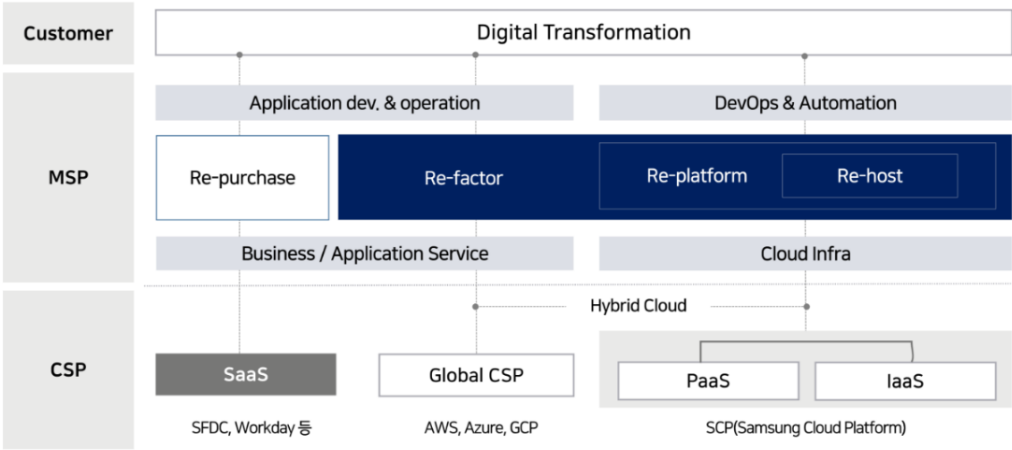 Customer
Digital Transformation
Application dev. & operation
DevOps & Automation
MSP
Re-purchase
Re-factor
Re-platform
Re-host
Business / Application Service
Cloud Infra
Hybrid Cloud
CSP
SaaS
Global CSP
PaaS
IaaS
SFDC, Workday 등
AWS, Azure, GCP
SCP(Samsung Cloud Platform)